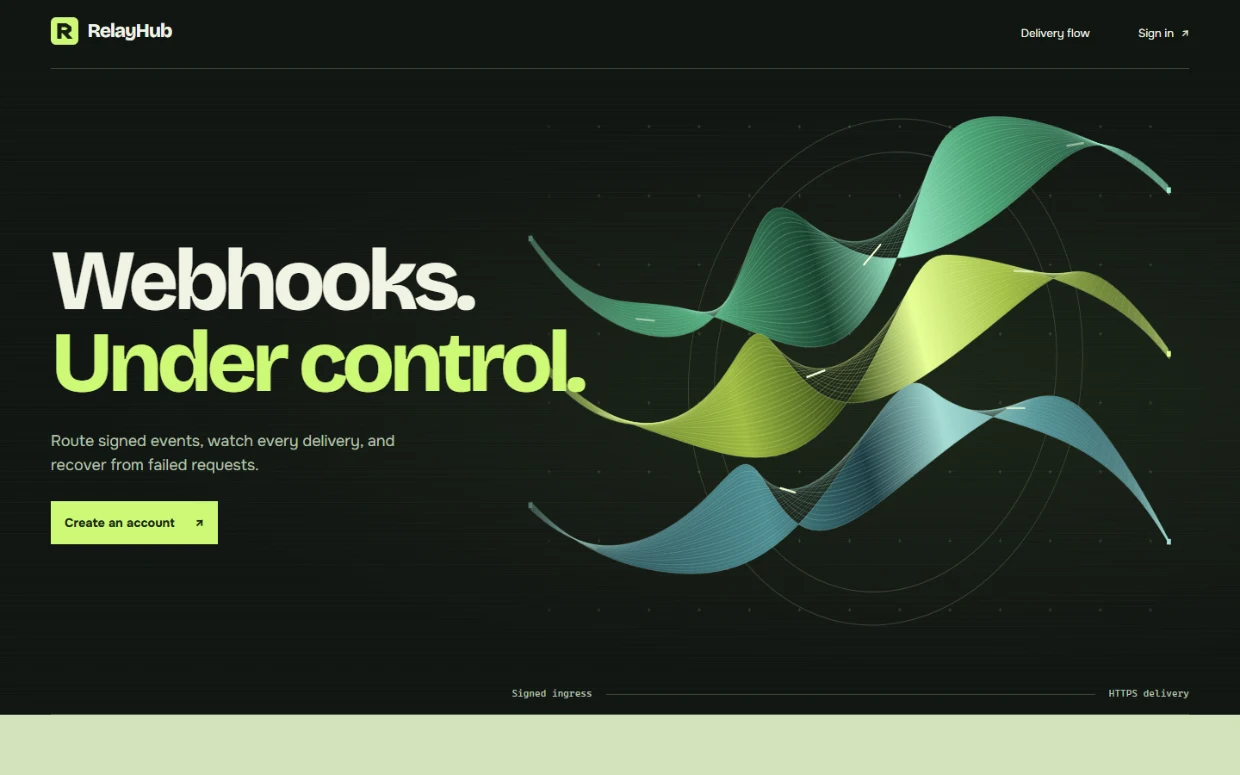 R RelayHub
Delivery flow
Sign in
Webhooks.
Under control.
Route signed events, watch every delivery, and
recover from failed requests.
Create an account
Signed ingress
HTTPS delivery